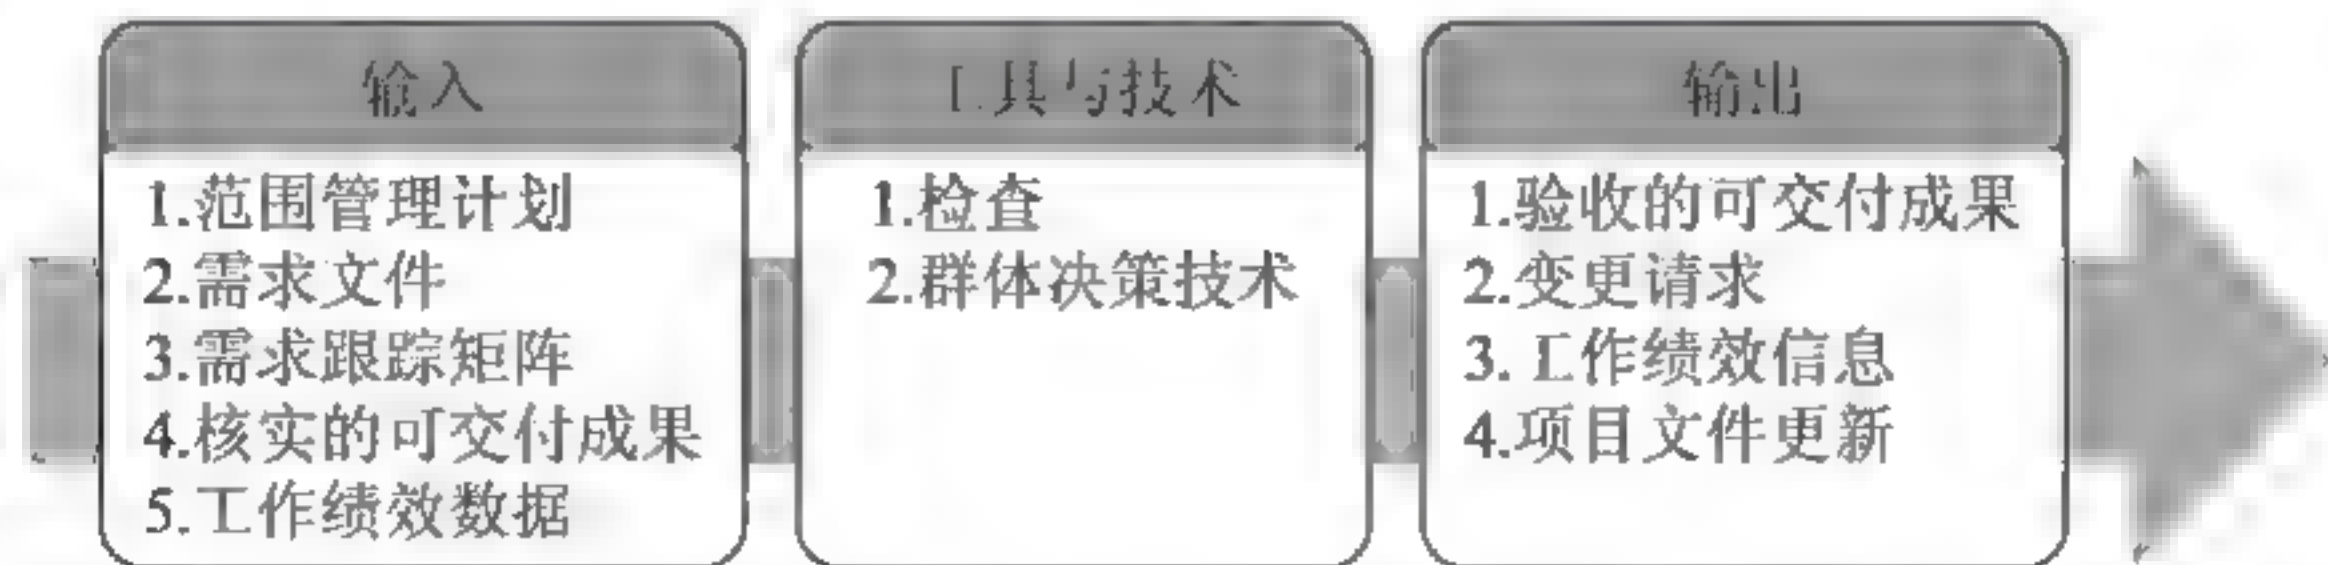 输入
1.范围管理计划
2.需求文件
3.需求跟踪矩阵
4.核实的可交付成果
5.工作绩效数据
工具与技术
1.检查
2.群体决策技术
输出
1.验收的可交付成果
2.变更请求
3.工作绩效信息
4.项目文件更新